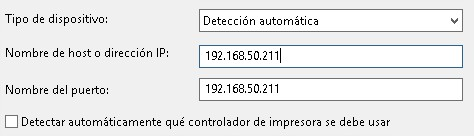 Tipo de dispositivo: Detección automática
Nombre de host o dirección IP: 192.168.50.211
Nombre del puerto: 192.168.50.211
Detectar automáticamente qué controlador de impresora se debe usar